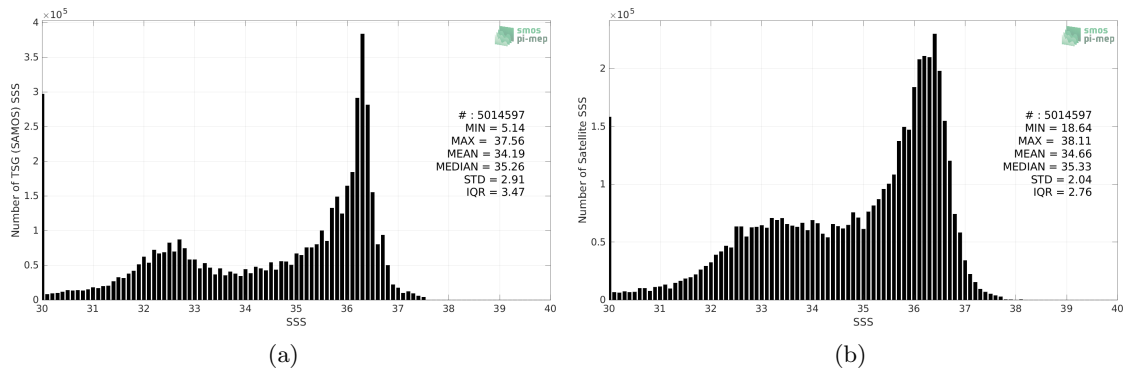 ×10^5
4
3.5
3
2.5
2
1.5
1
0.5
0
Number of TSG (SAMOS) SSS
smos
pi-mep
# : 5014597
MIN = 5.14
MAX =  37.56
MEAN = 34.19
MEDIAN = 35.26
STD = 2.91
IQR = 3.47
30 31 32 33 34 35 36 37 38 39 40
SSS
(a)
×10^5
2
1.5
1
0.5
0
Number of Satellite SSS
smos
pi-mep
# : 5014597
MIN = 18.64
MAX =  38.11
MEAN = 34.66
MEDIAN = 35.33
STD = 2.04
IQR = 2.76
30 31 32 33 34 35 36 37 38 39 40
SSS
(b)